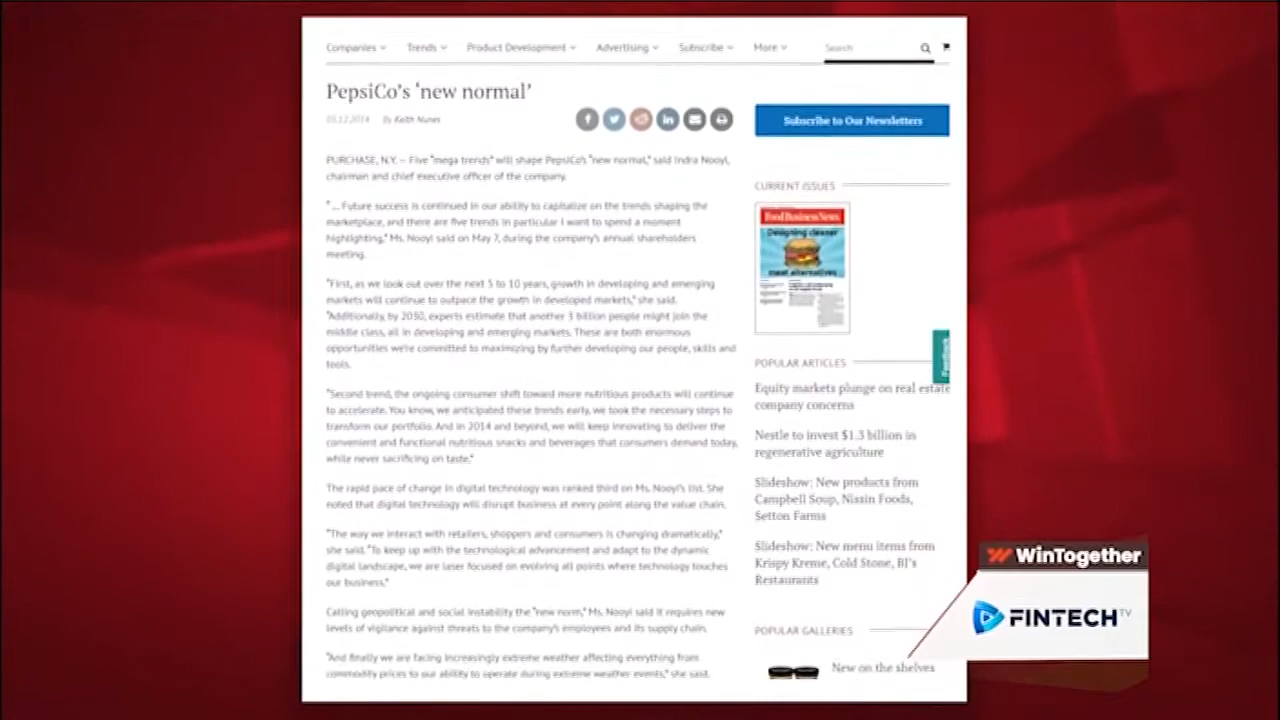 Companies Trends Product Development Advertising Subscribe More Search
PepsiCo's 'new normal'
05.12.2014 By Keith Nunes
PURCHASE, N.Y. — Five "mega trends" will shape PepsiCo's "new normal," said Indra Nooyi,
chairman and chief executive officer of the company.
" ... Future success is continued in our ability to capitalize on the trends shaping the
marketplace, and there are five trends in particular I want to spend a moment
highlighting," Ms. Nooyi said on May 7, during the company's annual shareholders
meeting.
"First, as we look out over the next 5 to 10 years, growth in developing and emerging
markets will continue to outpace the growth in developed markets," she said.
"Additionally, by 2030, experts estimate that another 3 billion people might join the
middle class, all in developing and emerging markets. These are both enormous
opportunities we're committed to maximizing by further developing our people, skills and
tools.
"Second trend, the ongoing consumer shift toward more nutritious products will continue
to accelerate. You know, we anticipated these trends early, we took the necessary steps to
transform our portfolio. And in 2014 and beyond, we will keep innovating to deliver the
convenient and functional nutritious snacks and beverages that consumers demand today,
while never sacrificing on taste."
The rapid pace of change in digital technology was ranked third on Ms. Nooyi's list. She
noted that digital technology will disrupt business at every point along the value chain.
"The way we interact with retailers, shoppers and consumers is changing dramatically,"
she said. "To keep up with the technological advancement and adapt to the dynamic
digital landscape, we are laser focused on evolving all points where technology touches
our business."
Calling geopolitical and social instability the "new norm," Ms. Nooyi said it requires new
levels of vigilance against threats to the company's employees and its supply chain.
"And finally we are facing increasingly extreme weather affecting everything from
commodity prices to our ability to operate during extreme weather events," she said.
Subscribe to Our Newsletters
CURRENT ISSUES
Food Business News
Designing cleaner
meat alternatives
Feedback
POPULAR ARTICLES
Equity markets plunge on real estate
company concerns
Nestle to invest $1.3 billion in
regenerative agriculture
Slideshow: New products from
Campbell Soup, Nissin Foods,
Setton Farms
Slideshow: New menu items from
Krispy Kreme, Cold Stone, BJ's
Restaurants
POPULAR GALLERIES
New on the shelves
WinTogether
FINTECH TV